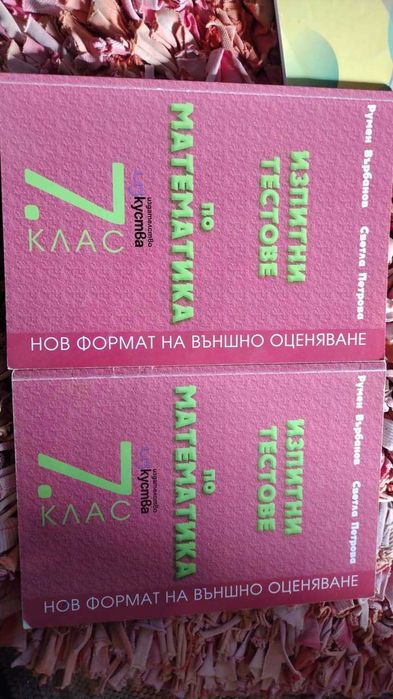 Румен Върбанов Светла Петрова
ИЗПИТНИ
ТЕСТОВЕ
ПО
МАТЕМАТИКА
издателство
изкуства
7.
КЛАС
НОВ ФОРМАТ НА ВЪНШНО ОЦЕНЯВАНЕ
Румен Върбанов Светла Петрова
ИЗПИТНИ
ТЕСТОВЕ
ПО
МАТЕМАТИКА
издателство
изкуства
7.
КЛАС
НОВ ФОРМАТ НА ВЪНШНО ОЦЕНЯВАНЕ